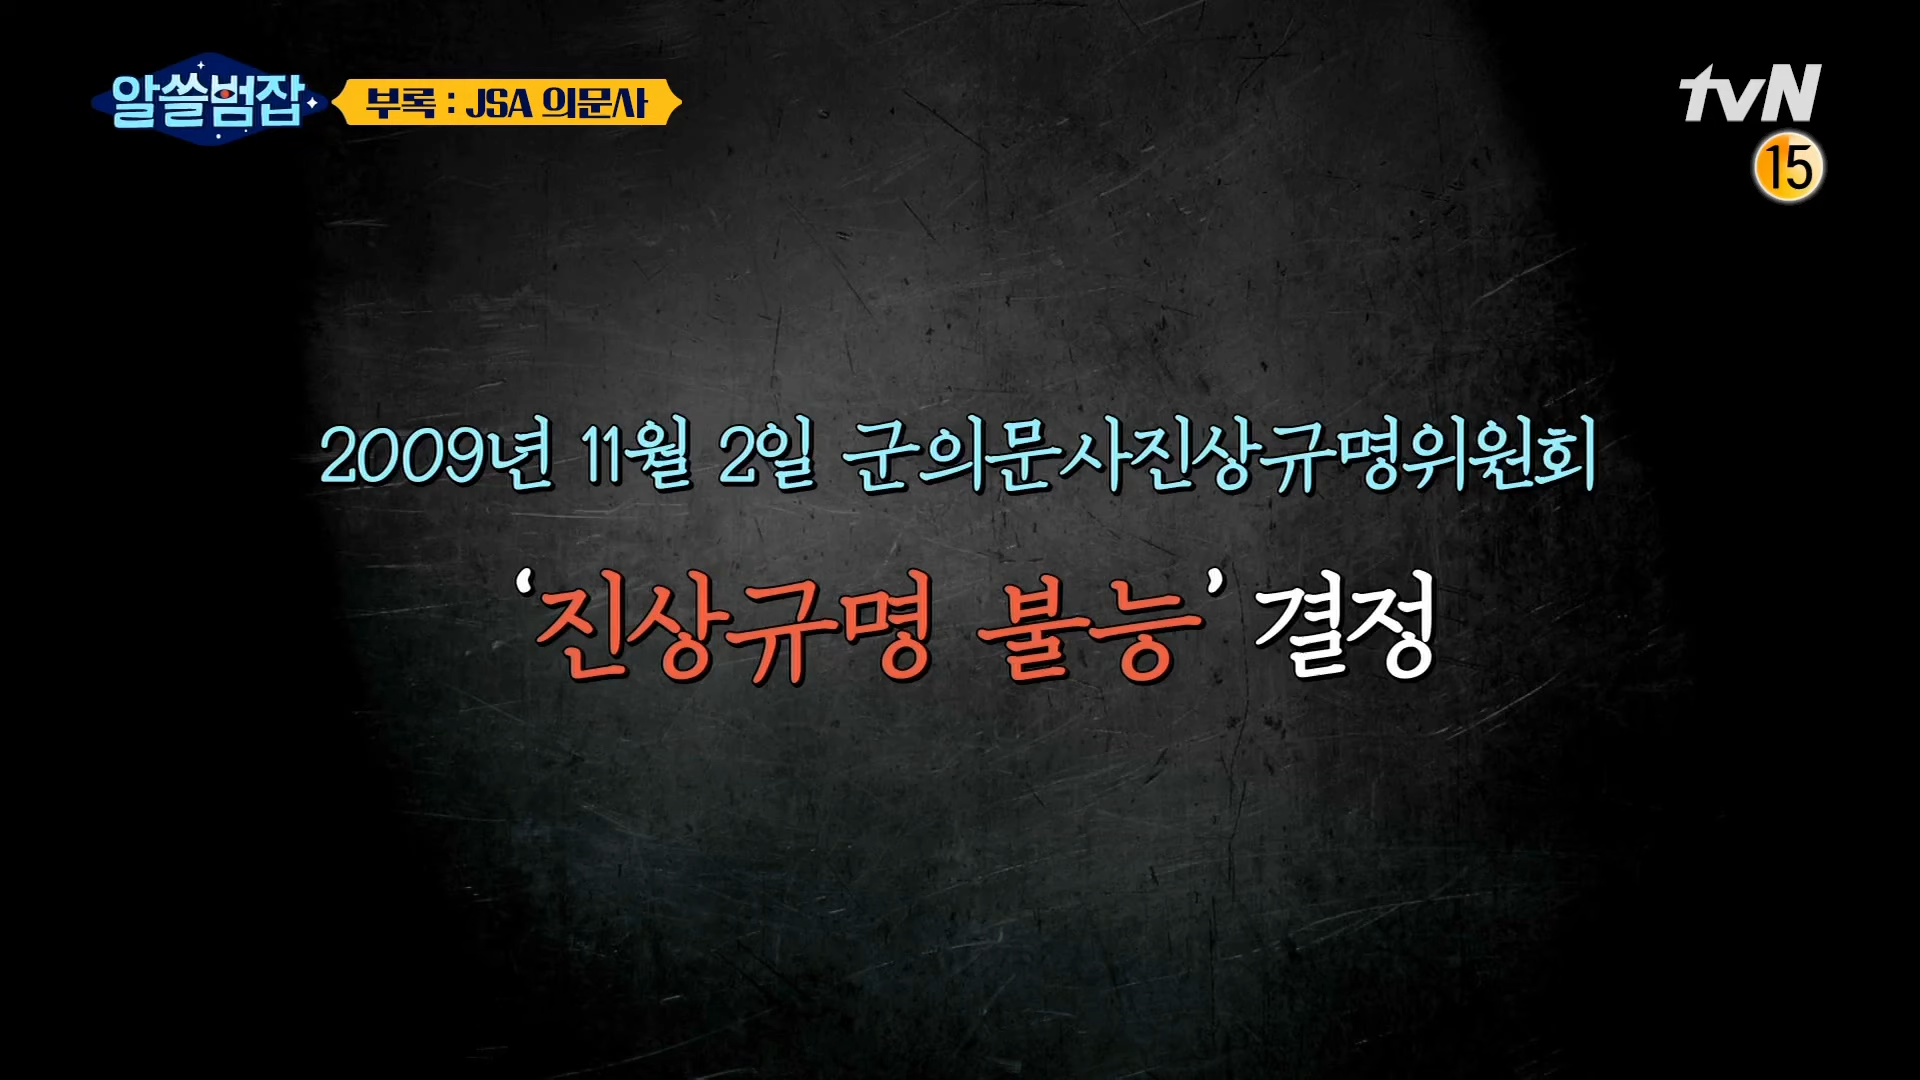 알쓸범잡
부록 : JSA 의문사
tvN
15
2009년 11월 2일 군의문사진상규명위원회
‘진상규명 불능’ 결정